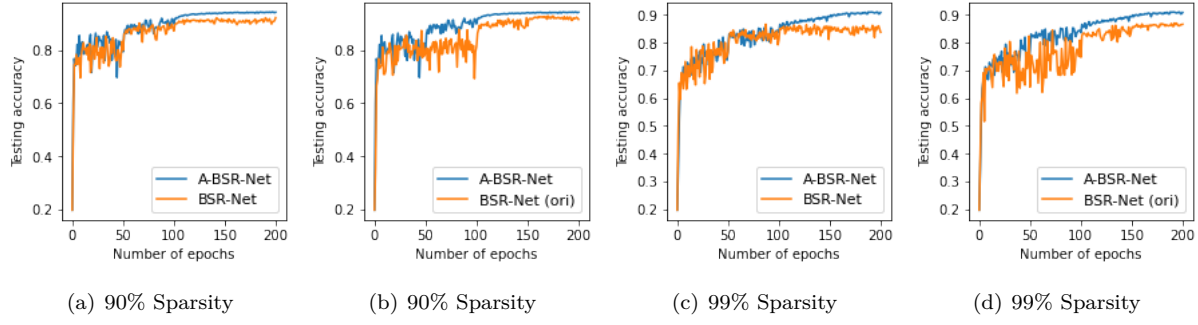 Testing accuracy
0.8
0.6
0.4
0.2
0 50 100 150 200
Number of epochs
A-BSR-Net
BSR-Net
(a) 90% Sparsity
Testing accuracy
0.8
0.6
0.4
0.2
0 50 100 150 200
Number of epochs
A-BSR-Net
BSR-Net (ori)
(b) 90% Sparsity
Testing accuracy
0.9
0.8
0.7
0.6
0.5
0.4
0.3
0.2
0 50 100 150 200
Number of epochs
A-BSR-Net
BSR-Net
(c) 99% Sparsity
Testing accuracy
0.9
0.8
0.7
0.6
0.5
0.4
0.3
0.2
0 50 100 150 200
Number of epochs
A-BSR-Net
BSR-Net (ori)
(d) 99% Sparsity